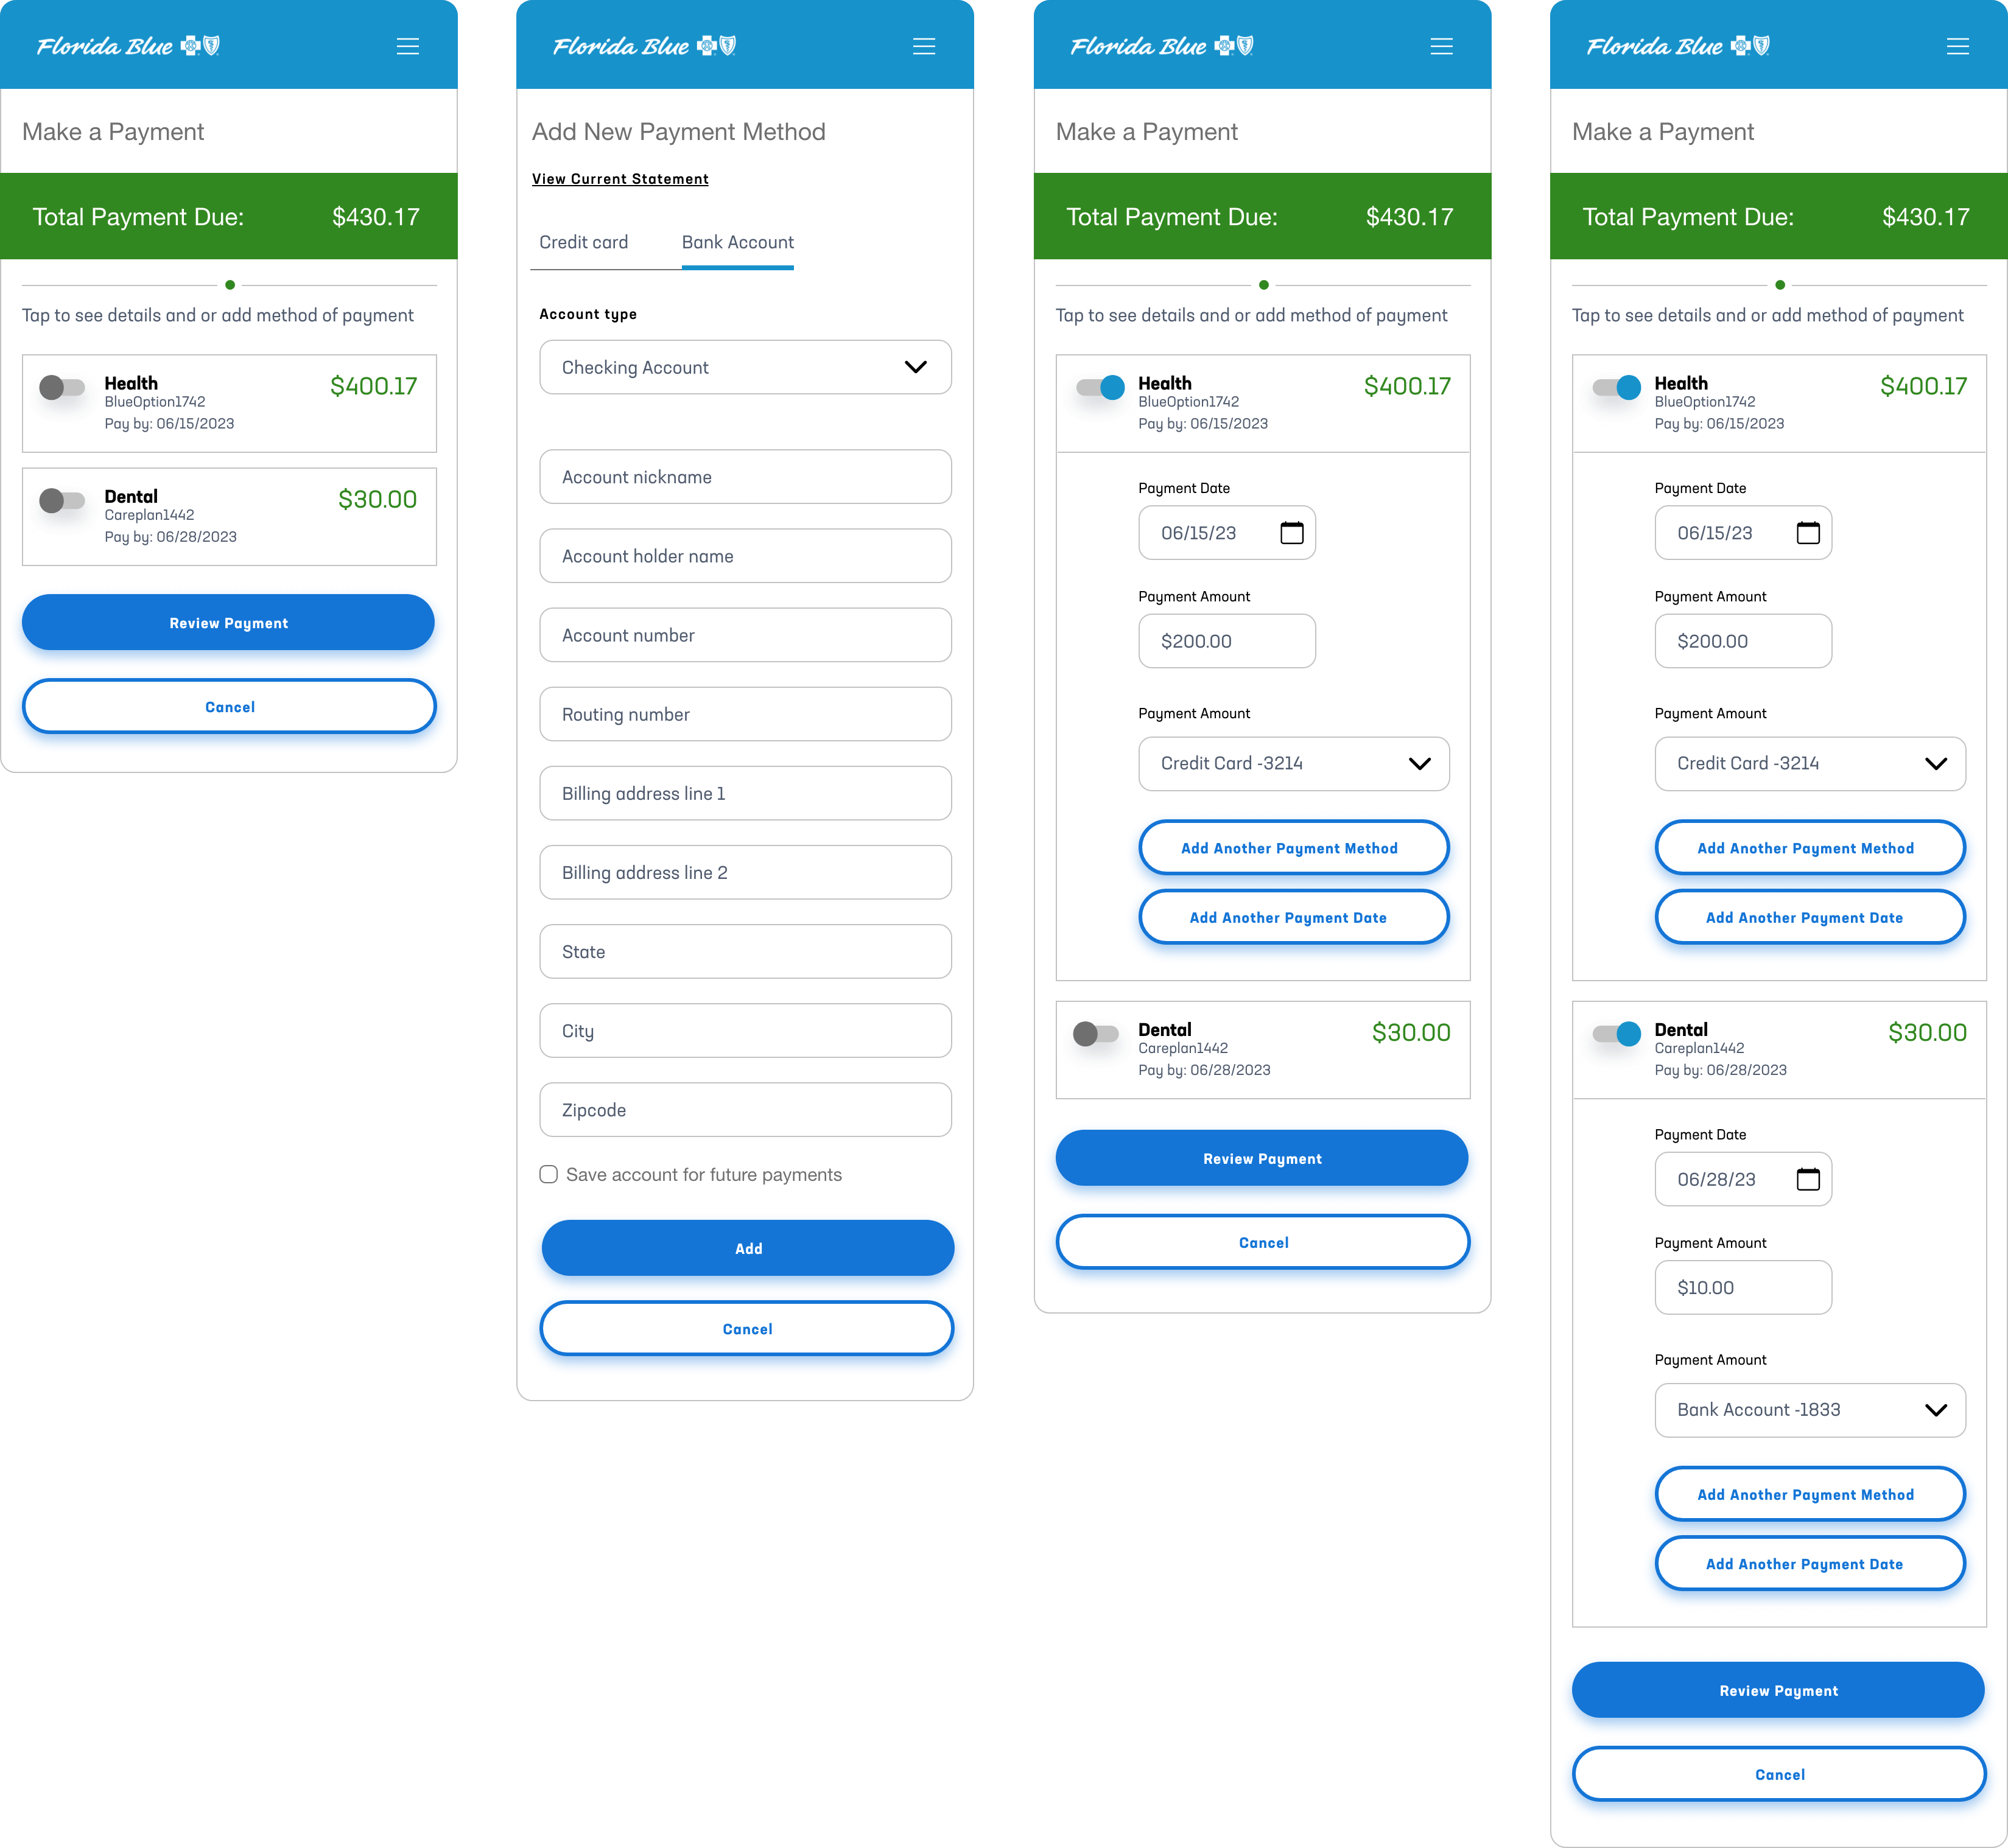 Florida Blue
Make a Payment
Total Payment Due: $430.17
Tap to see details and or add method of payment
Health $400.17
BlueOption1742
Pay by: 06/15/2023
Dental $30.00
Careplan1442
Pay by: 06/28/2023
Review Payment
Cancel
Florida Blue
Add New Payment Method
View Current Statement
Credit card Bank Account
Account type
Checking Account
Account nickname
Account holder name
Account number
Routing number
Billing address line 1
Billing address line 2
State
City
Zipcode
Save account for future payments
Add
Cancel
Florida Blue
Make a Payment
Total Payment Due: $430.17
Tap to see details and or add method of payment
Health $400.17
BlueOption1742
Pay by: 06/15/2023
Payment Date
06/15/23
Payment Amount
$200.00
Payment Amount
Credit Card -3214
Add Another Payment Method
Add Another Payment Date
Dental $30.00
Careplan1442
Pay by: 06/28/2023
Review Payment
Cancel
Florida Blue
Make a Payment
Total Payment Due: $430.17
Tap to see details and or add method of payment
Health $400.17
BlueOption1742
Pay by: 06/15/2023
Payment Date
06/15/23
Payment Amount
$200.00
Payment Amount
Credit Card -3214
Add Another Payment Method
Add Another Payment Date
Dental $30.00
Careplan1442
Pay by: 06/28/2023
Payment Date
06/28/23
Payment Amount
$10.00
Payment Amount
Bank Account -1833
Add Another Payment Method
Add Another Payment Date
Review Payment
Cancel